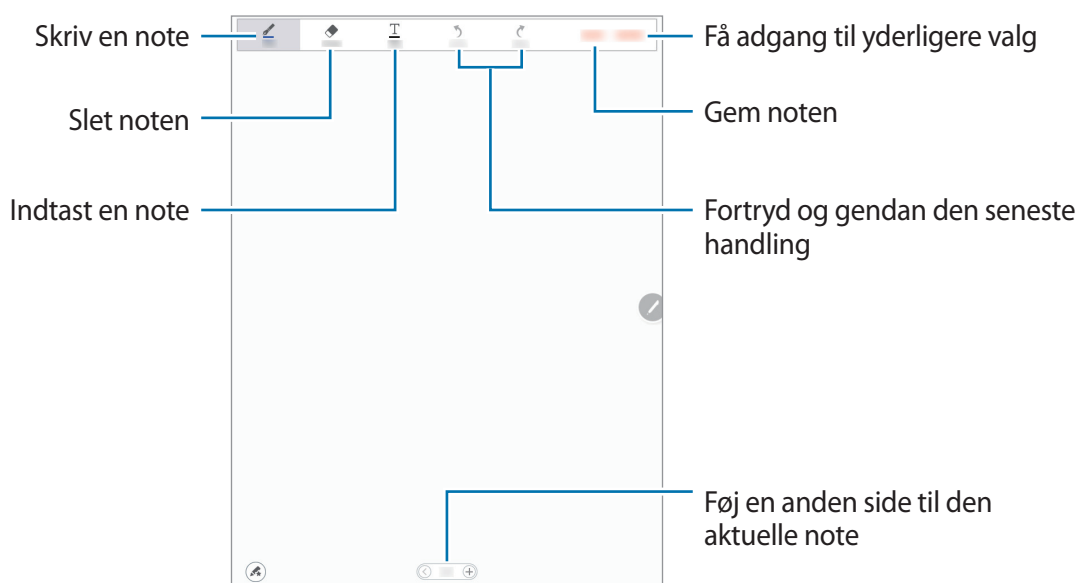 Skriv en note
Få adgang til yderligere valg
Slet noten
Gem noten
Indtast en note
Fortryd og gendan den seneste
handling
Føj en anden side til den
aktuelle note